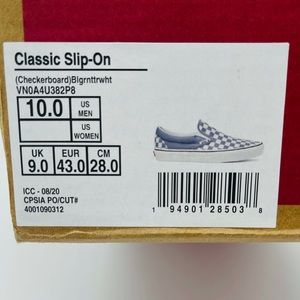 Classic Slip-On
(Checkerboard)Blgrnttrwht
VN0A4U382P8
10.0 US MEN
US WOMEN
UK EUR CM
9.0 43.0 28.0
ICC - 08/20
CPSIA PO/CUT#
4001090312
1 94901 28503 8